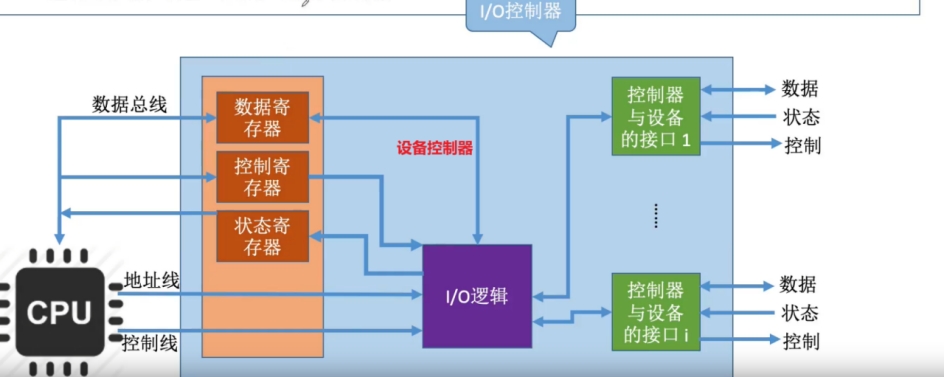 I/O控制器
数据总线
数据寄
存器
设备控制器
控制寄
存器
状态寄
存器
控制器
与设备
的接口 1
数据
状态
控制
......
CPU
地址线
控制线
I/O逻辑
控制器
与设备
的接口 i
数据
状态
控制